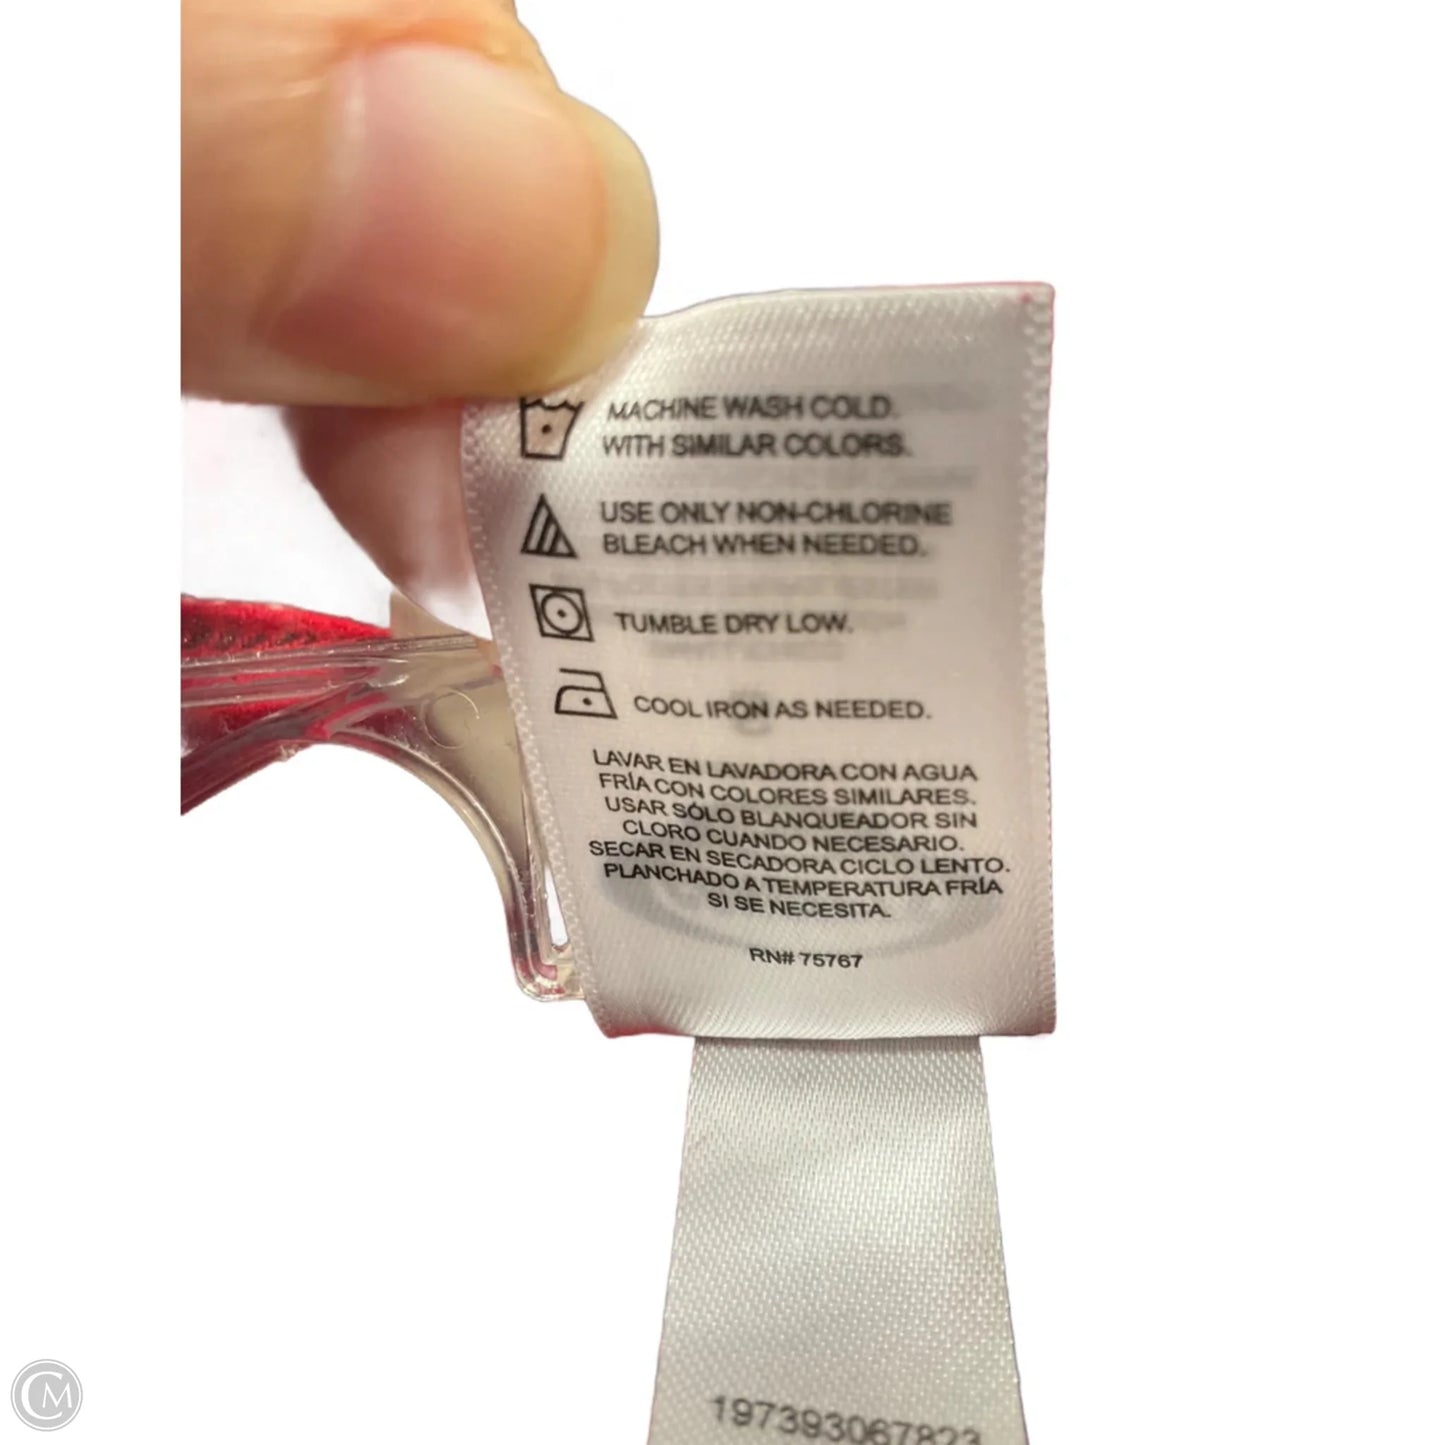 MACHINE WASH COLD.
WITH SIMILAR COLORS.
USE ONLY NON-CHLORINE
BLEACH WHEN NEEDED.
TUMBLE DRY LOW.
COOL IRON AS NEEDED.
LAVAR EN LAVADORA CON AGUA
FRÍA CON COLORES SIMILARES.
USAR SÓLO BLANQUEADOR SIN
CLORO CUANDO NECESARIO.
SECAR EN SECADORA CICLO LENTO.
PLANCHADO A TEMPERATURA FRÍA
SI SE NECESITA.
RN# 75767
197393067823
CM